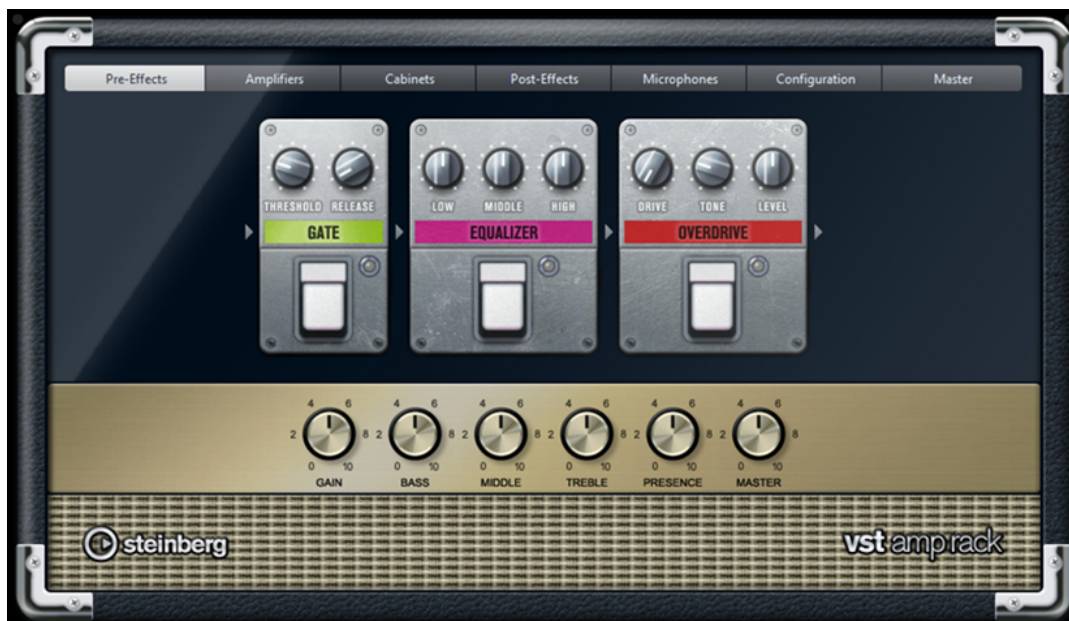 Pre-Effects Amplifiers Cabinets Post-Effects Microphones Configuration Master
THRESHOLD RELEASE
GATE
LOW MIDDLE HIGH
EQUALIZER
DRIVE TONE LEVEL
OVERDRIVE
4 6 4 6 4 6 4 6 4 6 4 6
2 8 2 8 2 8 2 8 2 8 2 8
0 10 0 10 0 10 0 10 0 10 0 10
GAIN BASS MIDDLE TREBLE PRESENCE MASTER
steinberg
vst amp rack